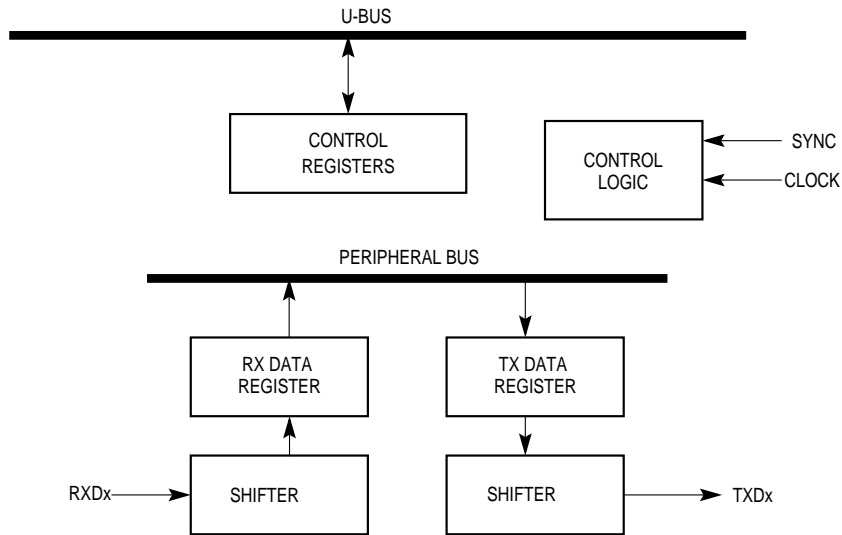 U-BUS
CONTROL
REGISTERS
CONTROL
LOGIC
SYNC
CLOCK
PERIPHERAL BUS
RX DATA
REGISTER
TX DATA
REGISTER
RXDx
SHIFTER
SHIFTER
TXDx